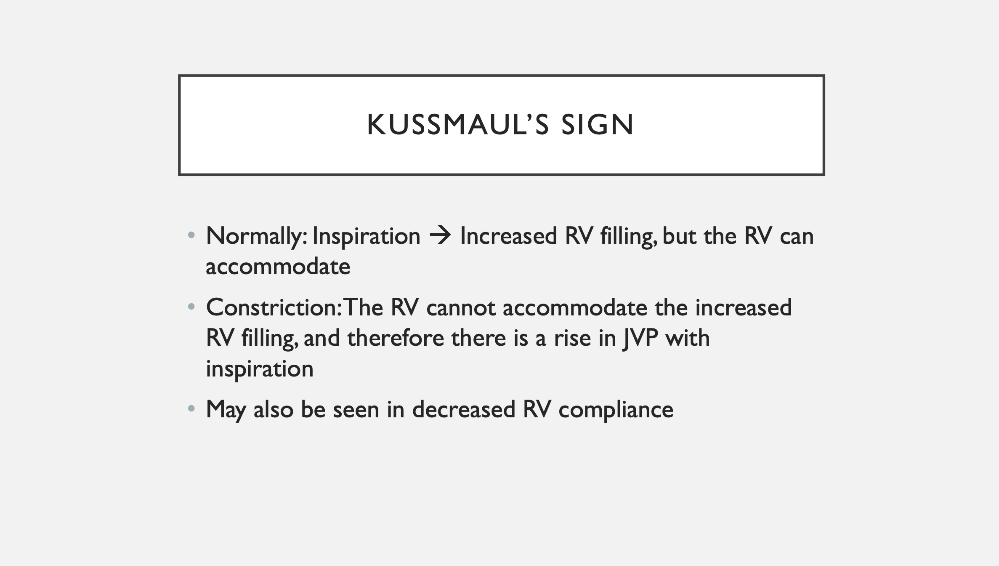 KUSSMAUL’S SIGN
• Normally: Inspiration → Increased RV filling, but the RV can
accommodate
• Constriction: The RV cannot accommodate the increased
RV filling, and therefore there is a rise in JVP with
inspiration
• May also be seen in decreased RV compliance